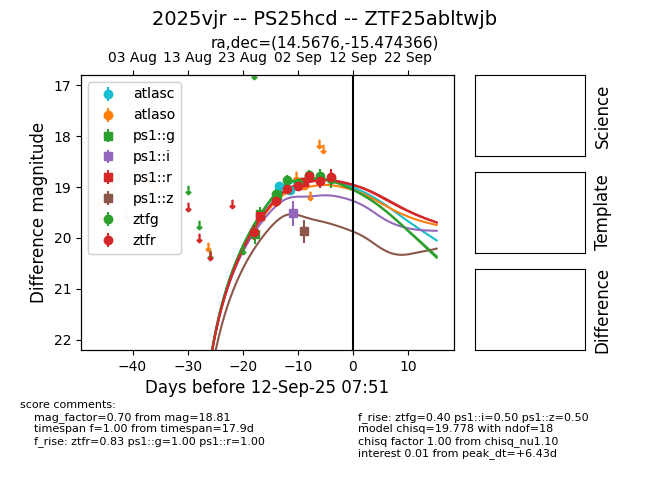 2025vjr -- PS25hcd -- ZTF25abltwjb
ra,dec=(14.5676,-15.474366)
03 Aug 13 Aug 23 Aug 02 Sep 12 Sep 22 Sep
17
18
19
20
21
22
Difference magnitude
atlasc
atlaso
ps1::g
ps1::i
ps1::r
ps1::z
ztfg
ztfr
−40 −30 −20 −10 0 10
Days before 12-Sep-25 07:51
Science
Template
Difference
score comments:
mag_factor=0.70 from mag=18.81
timespan f=1.00 from timespan=17.9d
f_rise: ztfr=0.83 ps1::g=1.00 ps1::r=1.00
f_rise: ztfg=0.40 ps1::i=0.50 ps1::z=0.50
model chisq=19.778 with ndof=18
chisq factor 1.00 from chisq_nu1.10
interest 0.01 from peak_dt=+6.43d